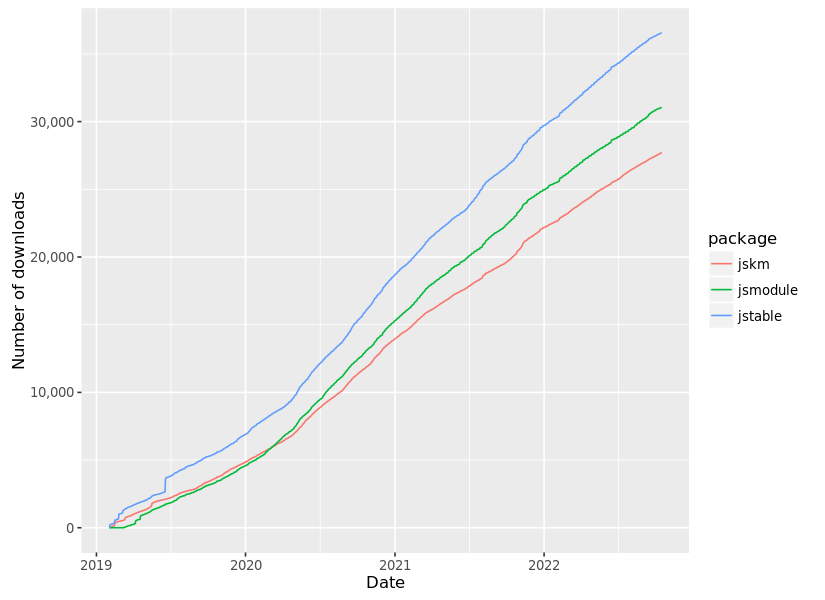 Number of downloads
30,000
20,000
10,000
0
2019
2020
2021
2022
Date
package
jskm
jsmodule
jstable